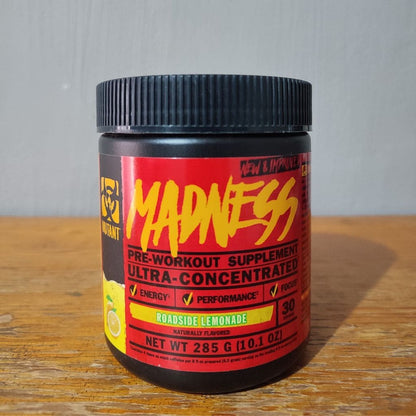 NEW & IMPROVED
MUTANT
MADNESS
PRE-WORKOUT SUPPLEMENT
ULTRA-CONCENTRATED
ENERGY PERFORMANCE FOCUS
ROADSIDE LEMONADE
30
NATURALLY FLAVORED
NET WT 285 G (10.1 OZ)